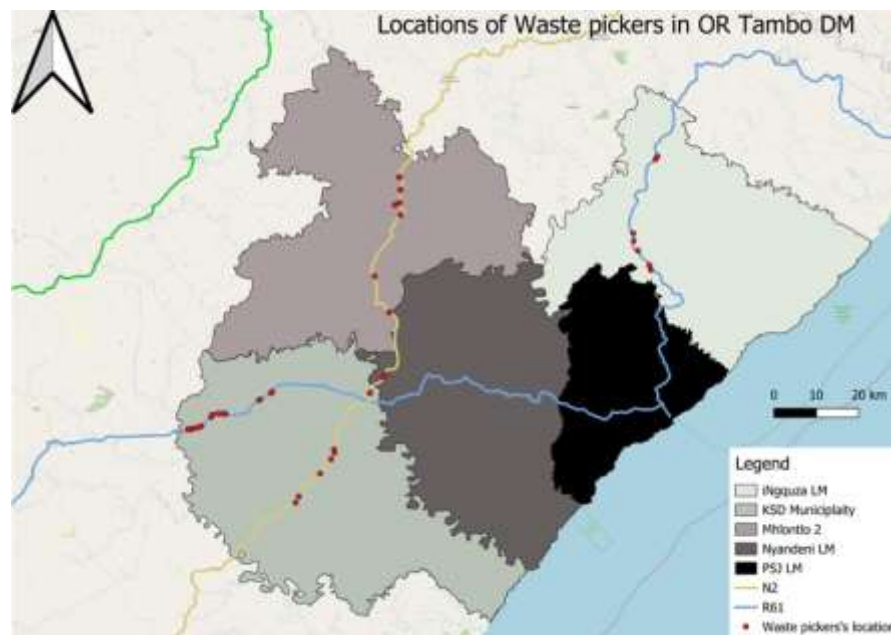 Locations of Waste pickers in OR Tambo DM
0 10 20 km
Legend
iNgquza LM
KSD Municiplaity
Mhlontlo 2
Nyandeni LM
PSJ LM
N2
R61
Waste pickers's location